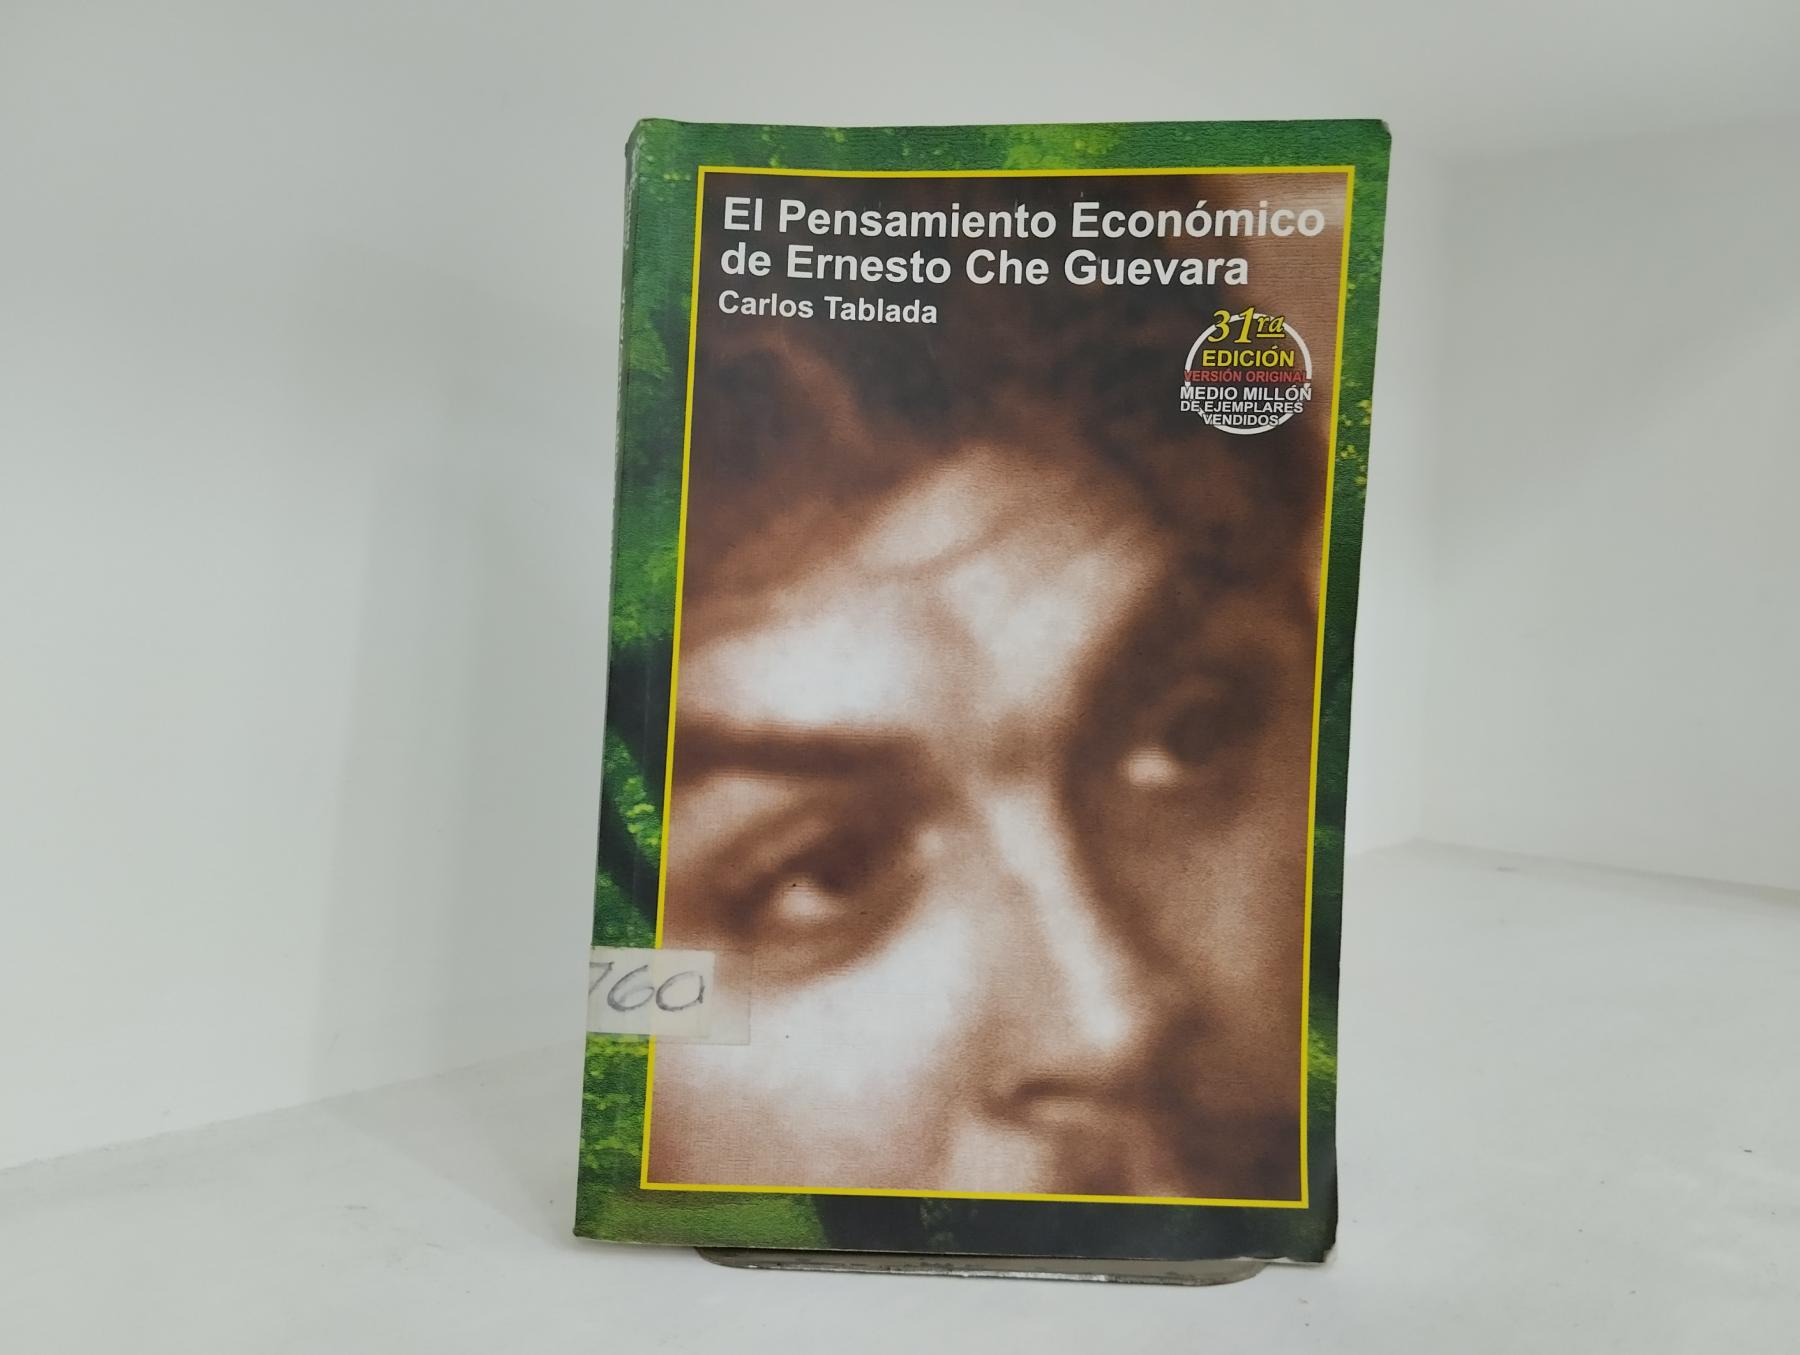 El Pensamiento Económico
de Ernesto Che Guevara
Carlos Tablada
31ra
EDICIÓN
VERSIÓN ORIGINAL
MEDIO MILLÓN
DE EJEMPLARES
VENDIDOS
760